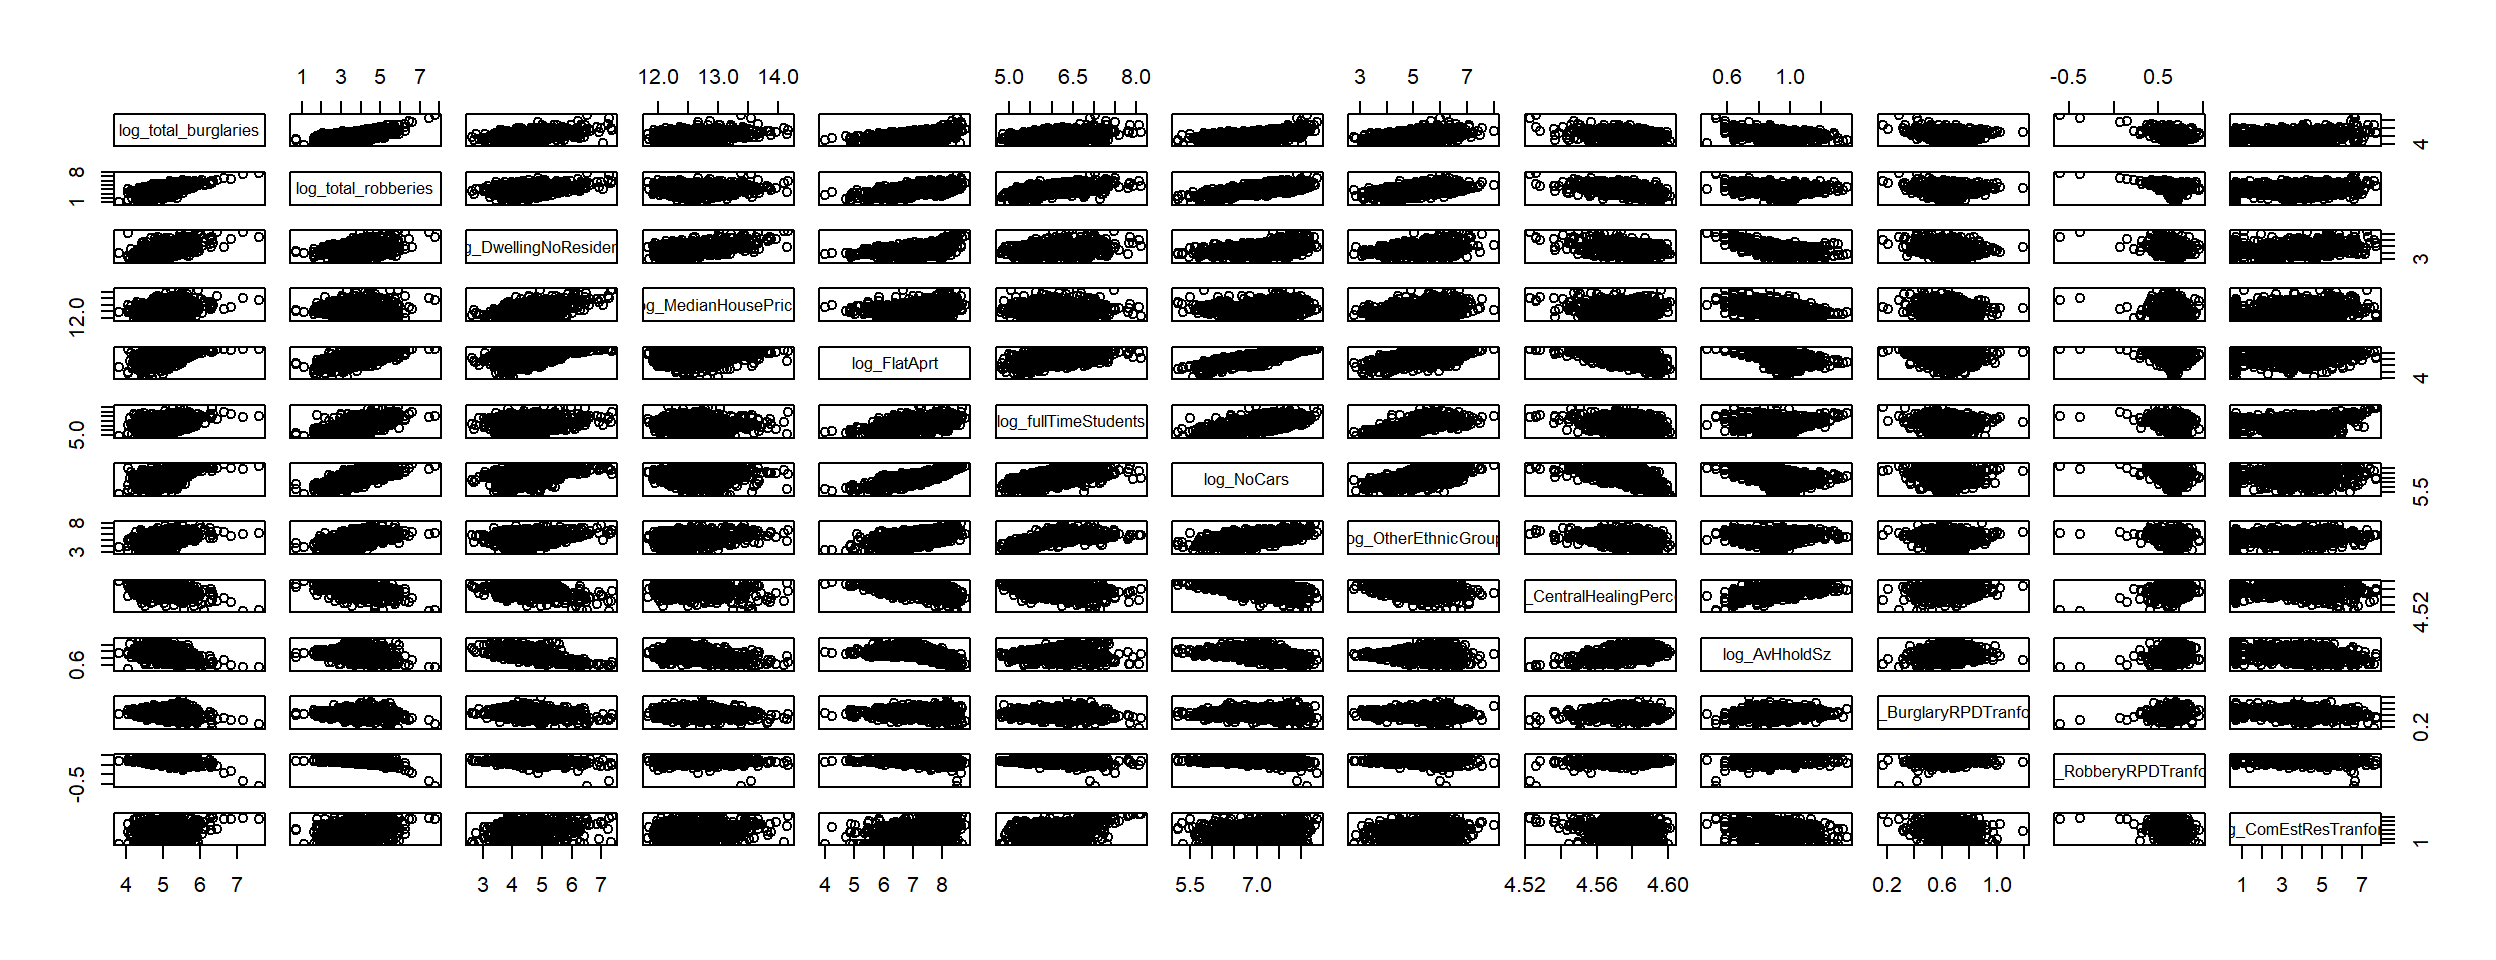 1 3 5 7 12.0 13.0 14.0 5.0 6.5 8.0 3 5 7 0.6 1.0 -0.5 0.5
log_total_burglaries 4
1 8 log_total_robberies
g_DwellingNoResiden 3
12.0 og_MedianHousePric
log_FlatAprt 4
5.0 log_fullTimeStudents
log_NoCars 5.5
3 8 og_OtherEthnicGroup
_CentralHealingPerc 4.52
0.6 log_AvHholdSz
_BurglaryRPDTranfo 0.2
-0.5 _RobberyRPDTranfo
g_ComEstResTranfor 1
4 5 6 7 3 4 5 6 7 4 5 6 7 8 5.5 7.0 4.52 4.56 4.60 0.2 0.6 1.0 1 3 5 7